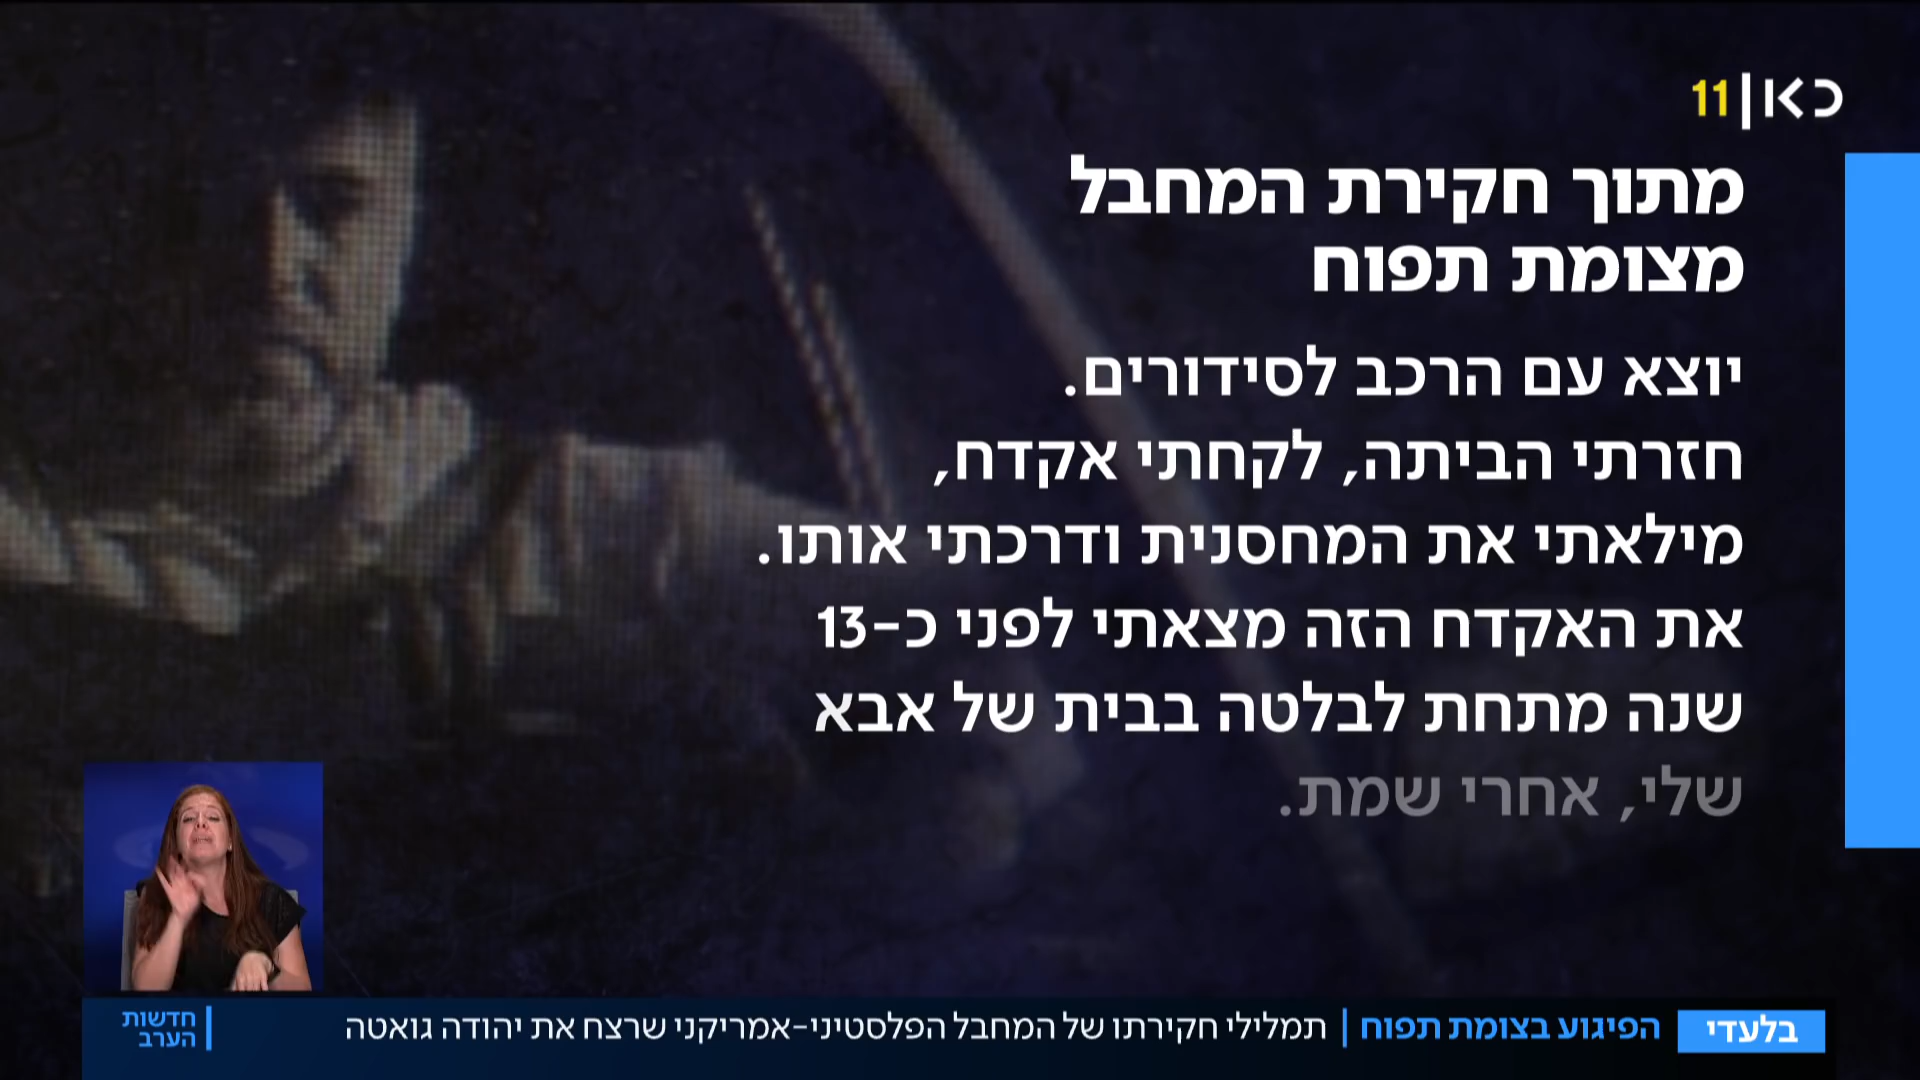 כאן|11
מתוך חקירת המחבל
מצומת תפוח
יוצא עם הרכב לסידורים.
חזרתי הביתה, לקחתי אקדח,
מילאתי את המחסנית ודרכתי אותו.
את האקדח הזה מצאתי לפני כ-13
שנה מתחת לבלטה בבית של אבא
שלי, אחרי שמת.
בלעדי
הפיגוע בצומת תפוח | תמלילי חקירתו של המחבל הפלסטיני-אמריקני שרצח את יהודה גואטה
חדשות
הערב